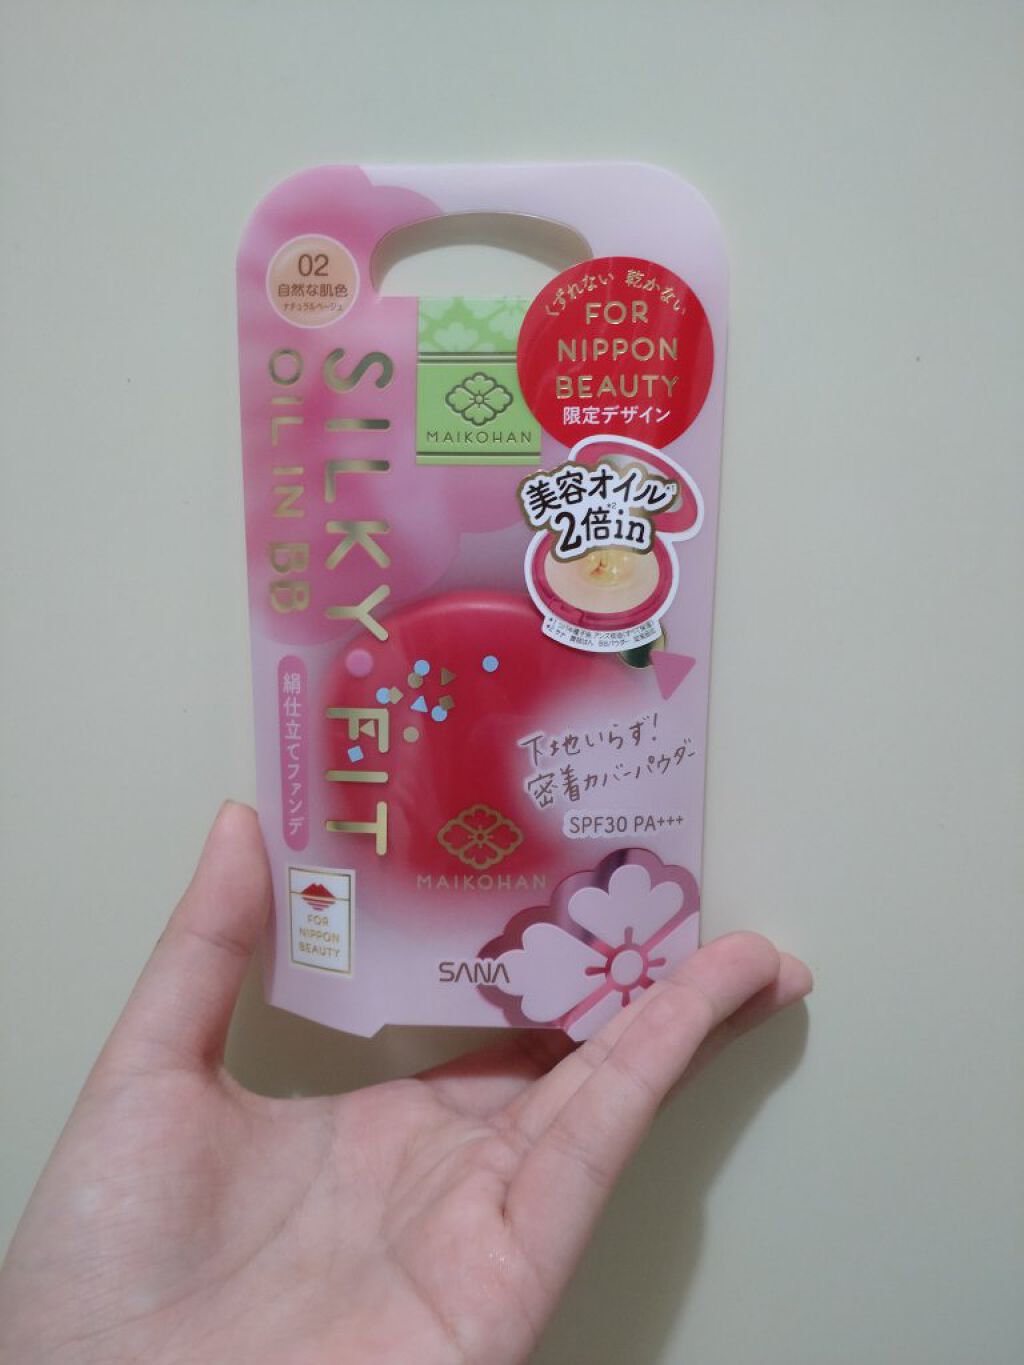 02
自然な肌色
ナチュラルベージュ
SILKY FIT
OIL IN BB
絹仕立てファンデ
MAIKOHAN
くずれない 乾かない
FOR
NIPPON
BEAUTY
限定デザイン
美容オイル
2倍in
下地いらず!
密着カバーパウダー
SPF30 PA+++
MAIKOHAN
FOR
NIPPON
BEAUTY
SANA